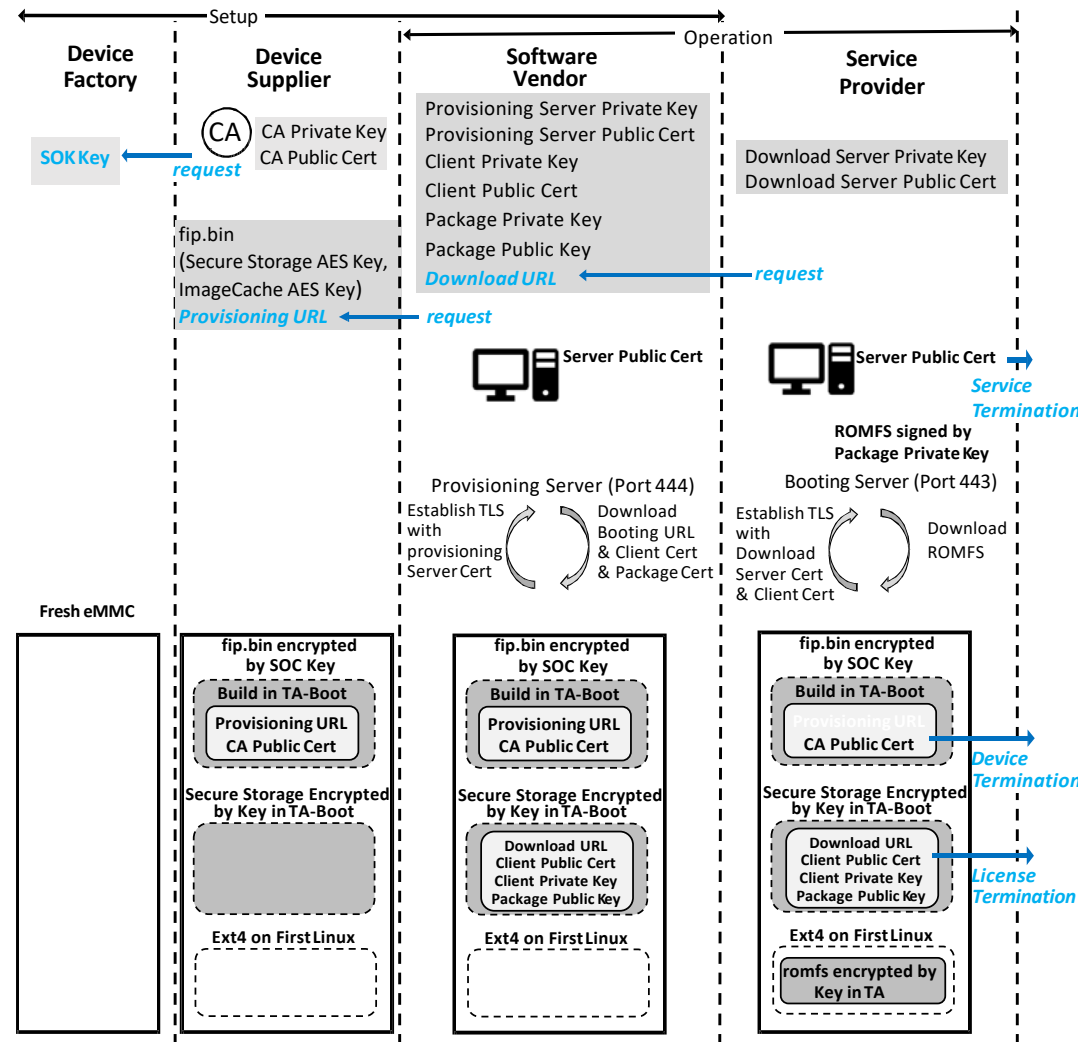 Setup
Operation
Device
Factory
Device
Supplier
Software
Vendor
Service
Provider
SOK Key
request
CA
CA Private Key
CA Public Cert
fip.bin
(Secure Storage AES Key,
ImageCache AES Key)
Provisioning URL
request
Provisioning Server Private Key
Provisioning Server Public Cert
Client Private Key
Client Public Cert
Package Private Key
Package Public Key
Download URL
request
Download Server Private Key
Download Server Public Cert
Server Public Cert
Server Public Cert
Service
Termination
ROMFS signed by
Package Private Key
Provisioning Server (Port 444)
Establish TLS
with
provisioning
Server Cert
Download
Booting URL
& Client Cert
& Package Cert
Booting Server (Port 443)
Establish TLS
with
Download
Server Cert
& Client Cert
Download
ROMFS
Fresh eMMC
fip.bin encrypted
by SOC Key
Build in TA-Boot
Provisioning URL
CA Public Cert
Secure Storage Encrypted
by Key in TA-Boot
Ext4 on First Linux
fip.bin encrypted
by SOC Key
Build in TA-Boot
Provisioning URL
CA Public Cert
Secure Storage Encrypted
by Key in TA-Boot
Download URL
Client Public Cert
Client Private Key
Package Public Key
Ext4 on First Linux
fip.bin encrypted
by SOC Key
Build in TA-Boot
Provisioning URL
CA Public Cert
Device
Termination
Secure Storage Encrypted
by Key in TA-Boot
Download URL
Client Public Cert
Client Private Key
Package Public Key
License
Termination
Ext4 on First Linux
romfs encrypted by
Key in TA